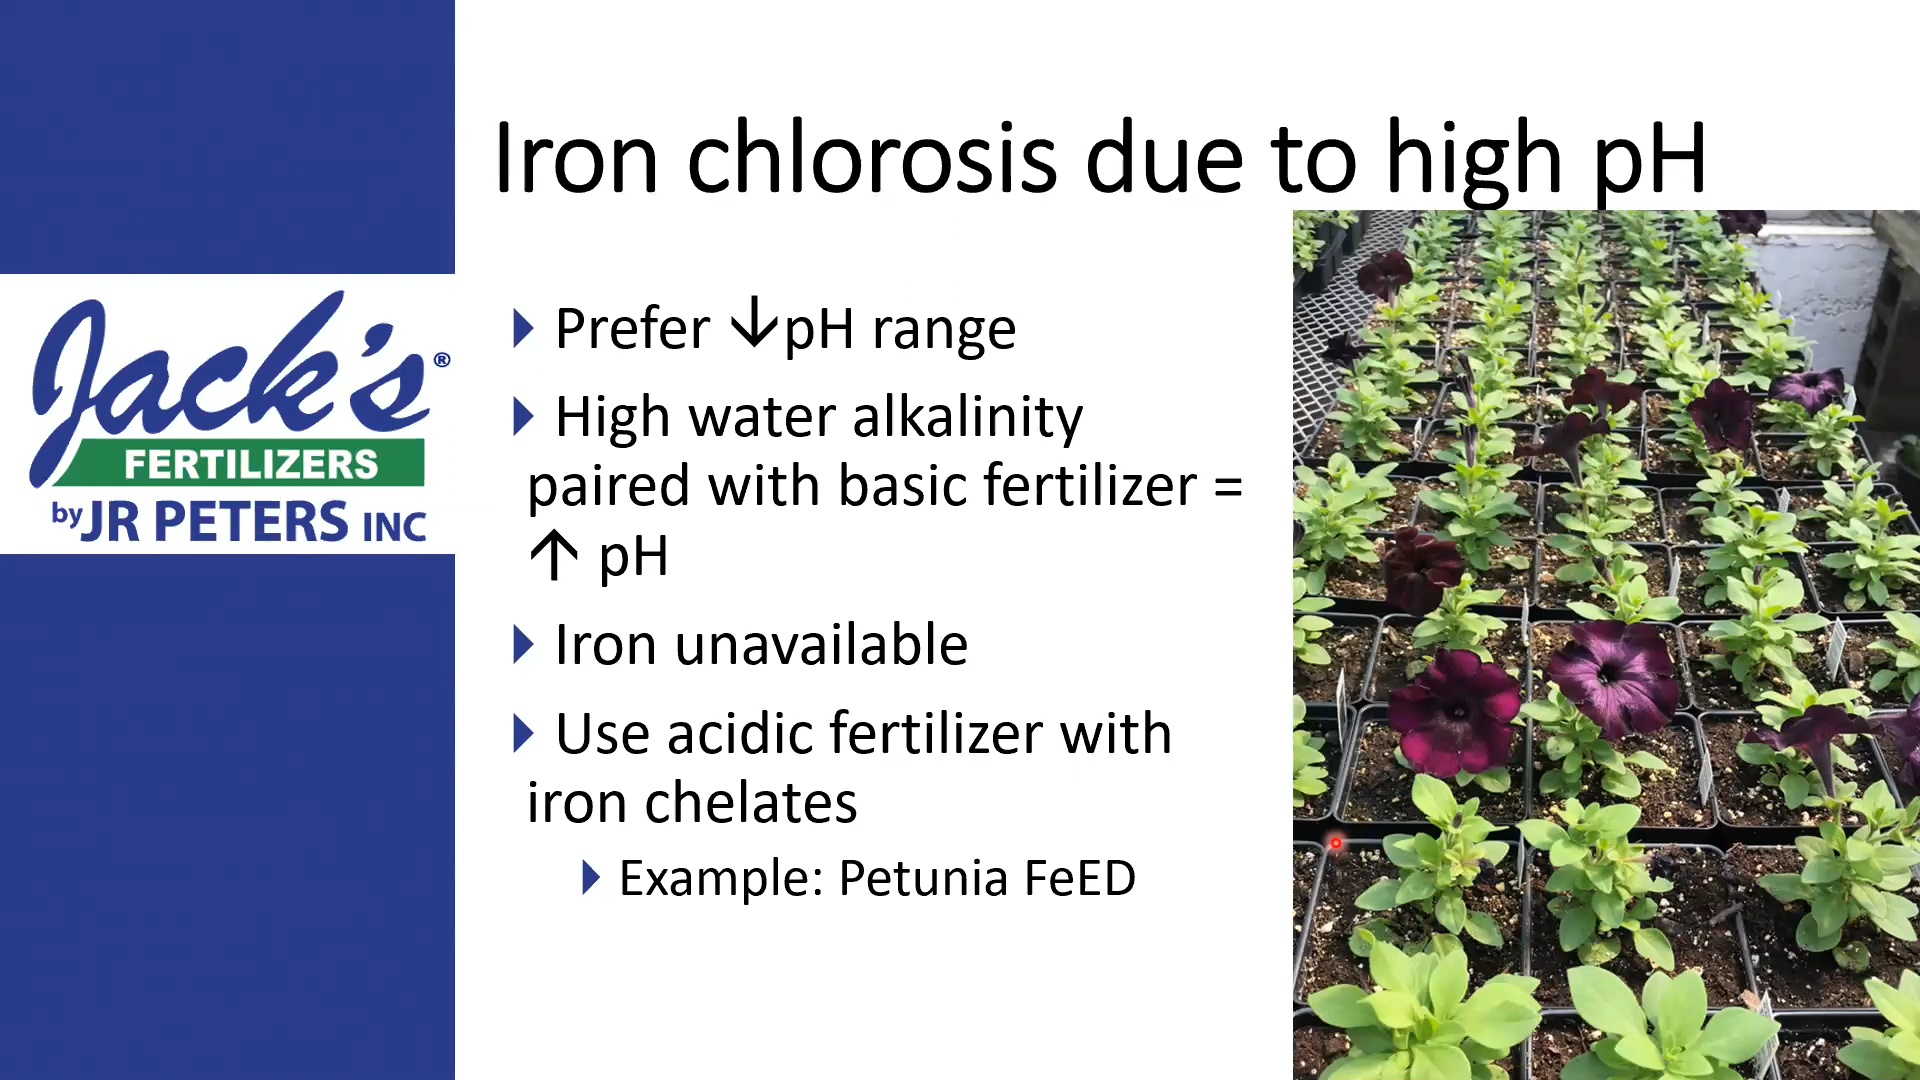 Iron chlorosis due to high pH
Jack's®
FERTILIZERS
by JR PETERS INC
Prefer ↓pH range
High water alkalinity
paired with basic fertilizer =
↑ pH
Iron unavailable
Use acidic fertilizer with
iron chelates
Example: Petunia FeED